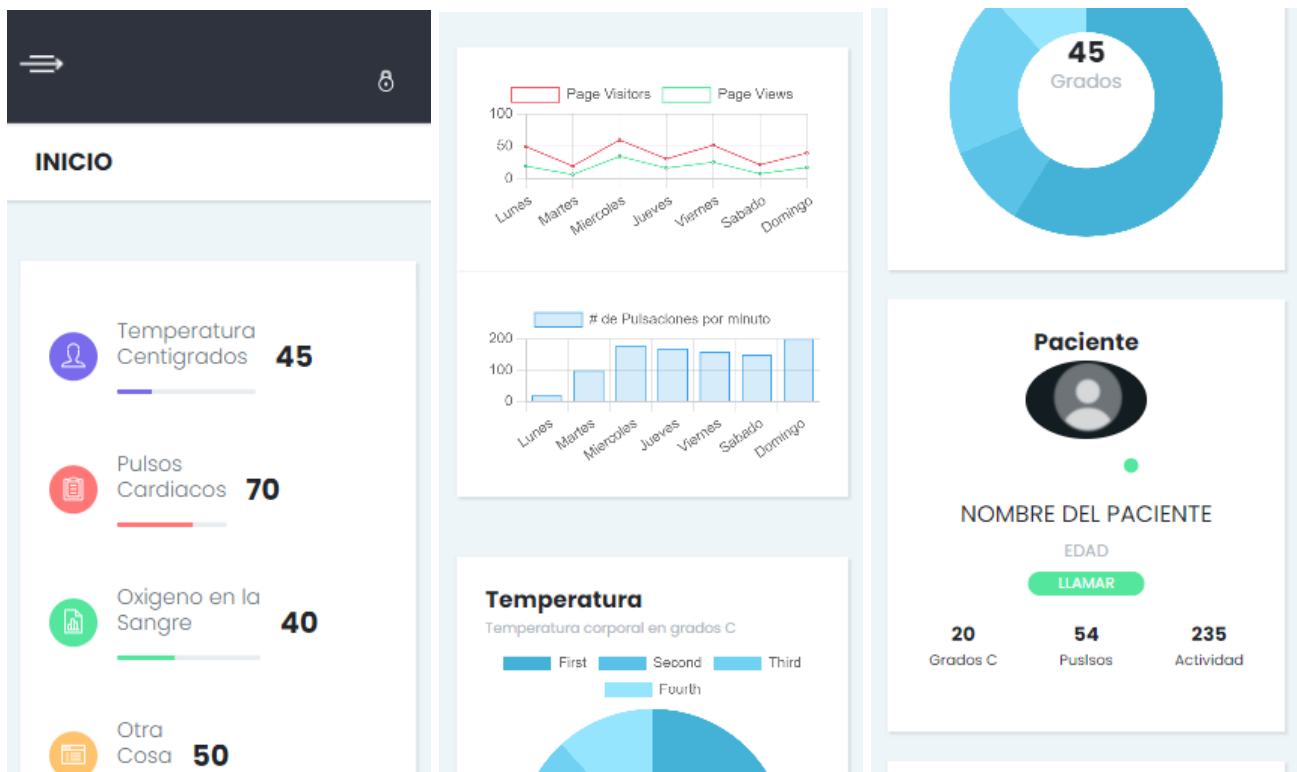 INICIO
Temperatura
Centigrados 45
Pulsos
Cardiacos 70
Oxigeno en la
Sangre 40
Otra
Cosa 50
Page Visitors Page Views
100
50
0
Lunes Martes Miercoles Jueves Viernes Sabado Domingo
# de Pulsaciones por minuto
200
100
0
Lunes Martes Miercoles Jueves Viernes Sabado Domingo
Temperatura
Temperatura corporal en grados C
First Second Third
Fourth
45
Grados
Paciente
NOMBRE DEL PACIENTE
EDAD
LLAMAR
20 54 235
Grados C Puslsos Actividad